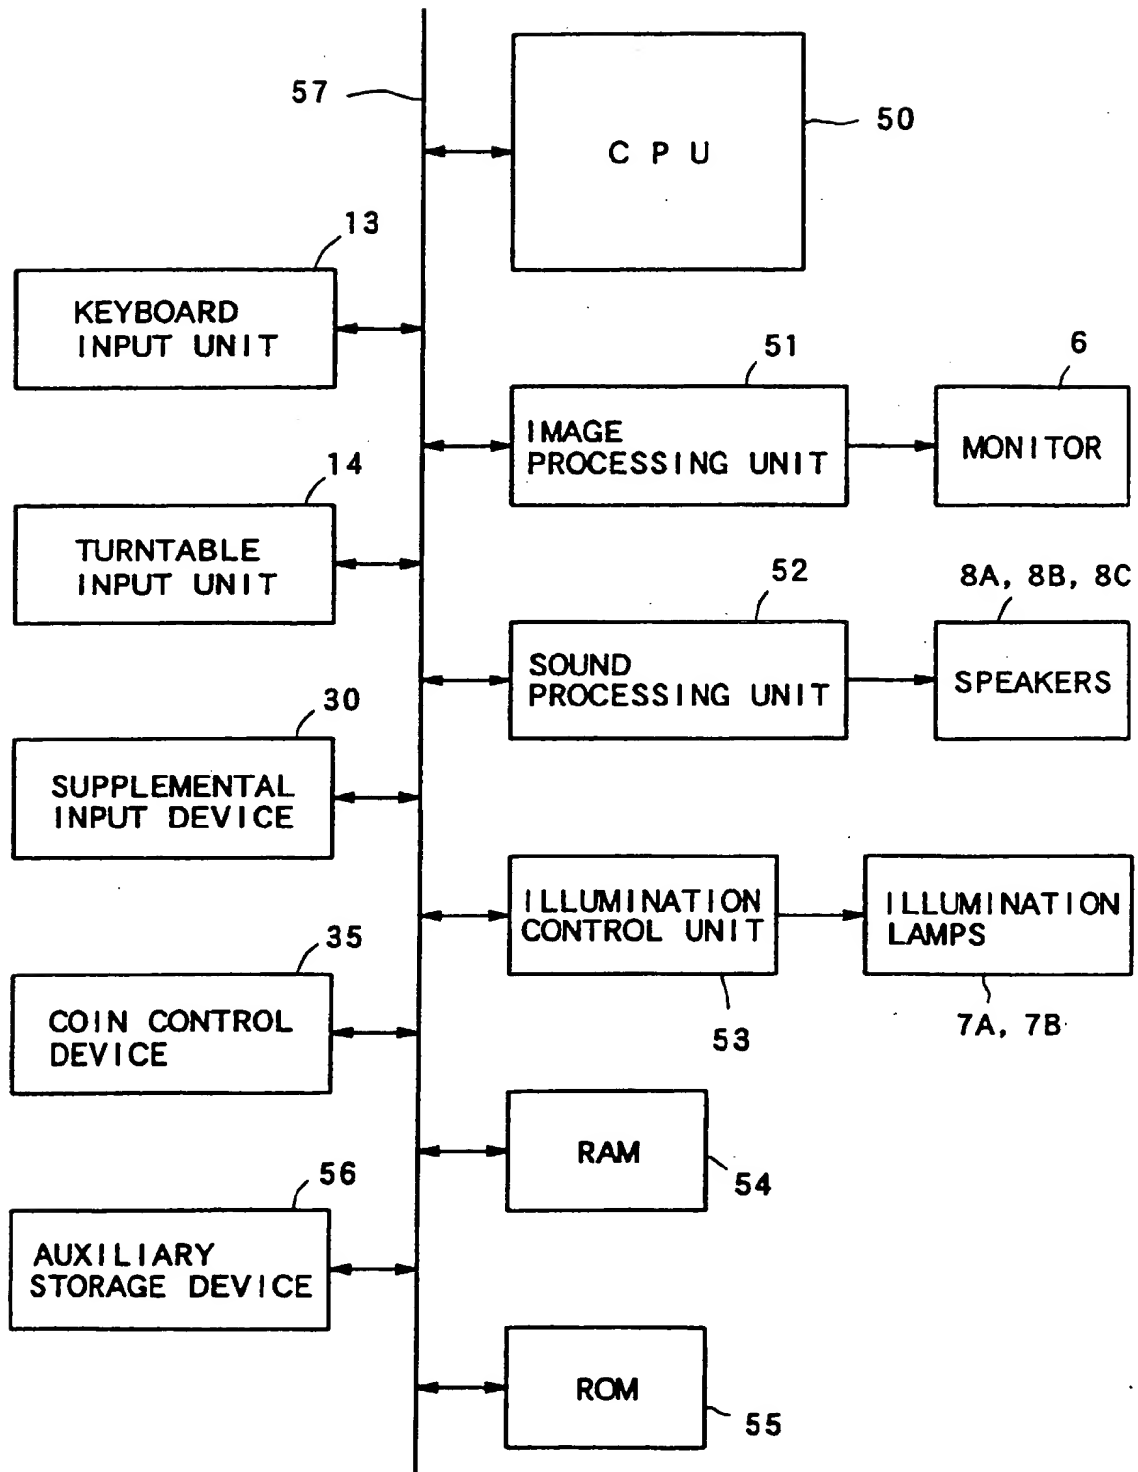 57
CPU
50
13
KEYBOARD
INPUT UNIT
51
6
IMAGE
PROCESSING UNIT
MONITOR
14
TURNTABLE
INPUT UNIT
52
8A, 8B, 8C
SOUND
PROCESSING UNIT
SPEAKERS
30
SUPPLEMENTAL
INPUT DEVICE
ILLUMINATION
CONTROL UNIT
ILLUMINATION
LAMPS
53
7A, 7B
35
COIN CONTROL
DEVICE
RAM
54
56
AUXILIARY
STORAGE DEVICE
ROM
55